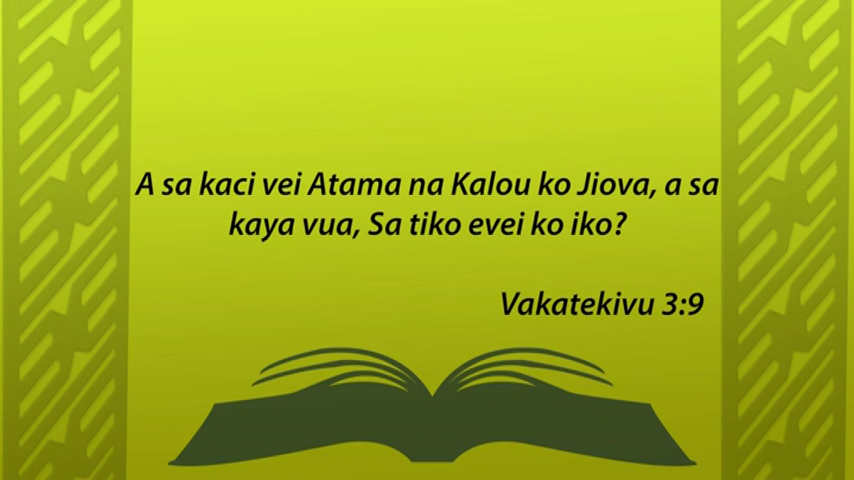 A sa kaci vei Atama na Kalou ko Jiova, a sa
kaya vua, Sa tiko evei ko iko?
Vakatekivu 3:9